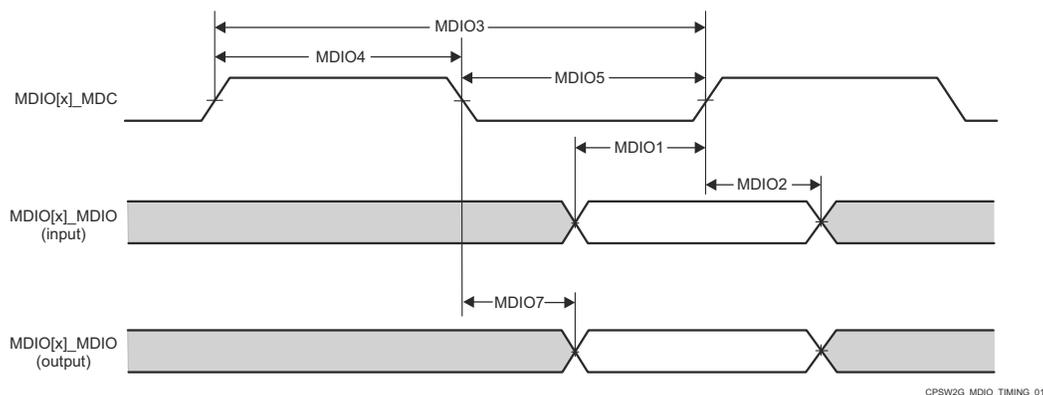 MDIO3
MDIO4
MDIO5
MDIO[x]_MDC
MDIO1
MDIO2
MDIO[x]_MDIO
(input)
MDIO7
MDIO[x]_MDIO
(output)
CPSW2G_MDIO_TIMING_01